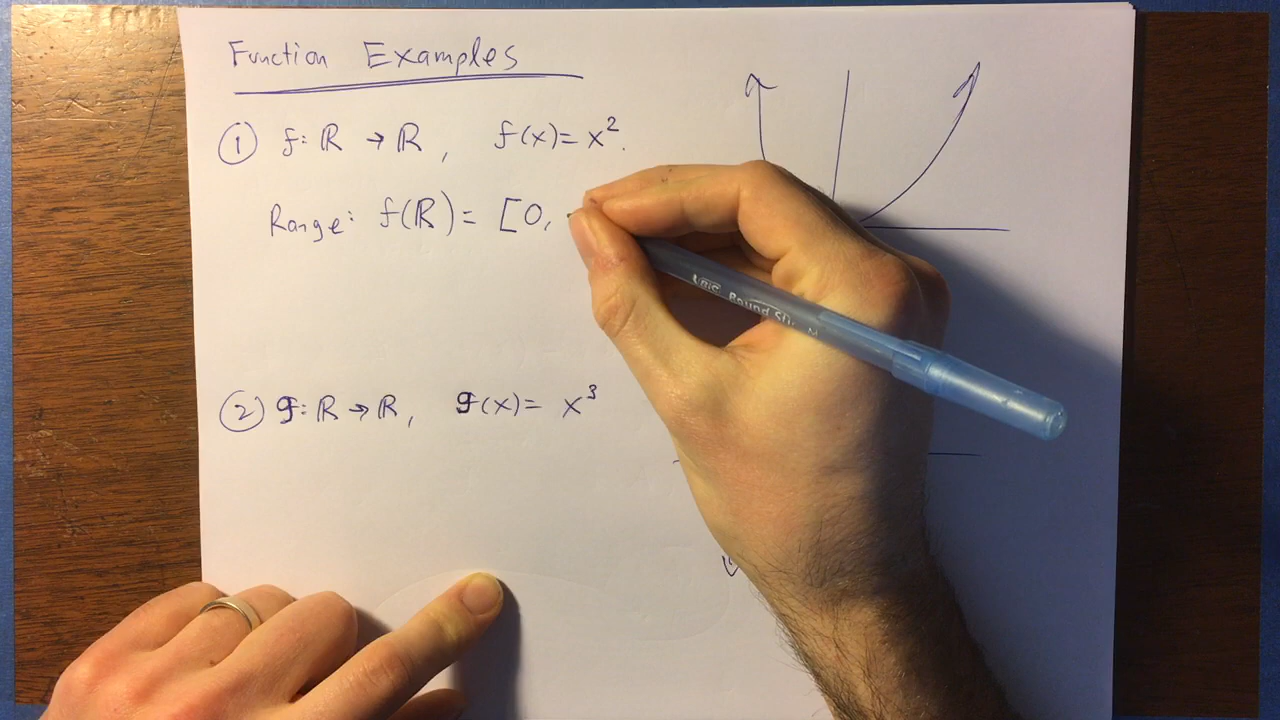 Function Examples
① f: ℝ → ℝ, f(x) = x².
Range: f(ℝ) = [0,
② g: ℝ → ℝ, g(x) = x³
BIC Round Stic M